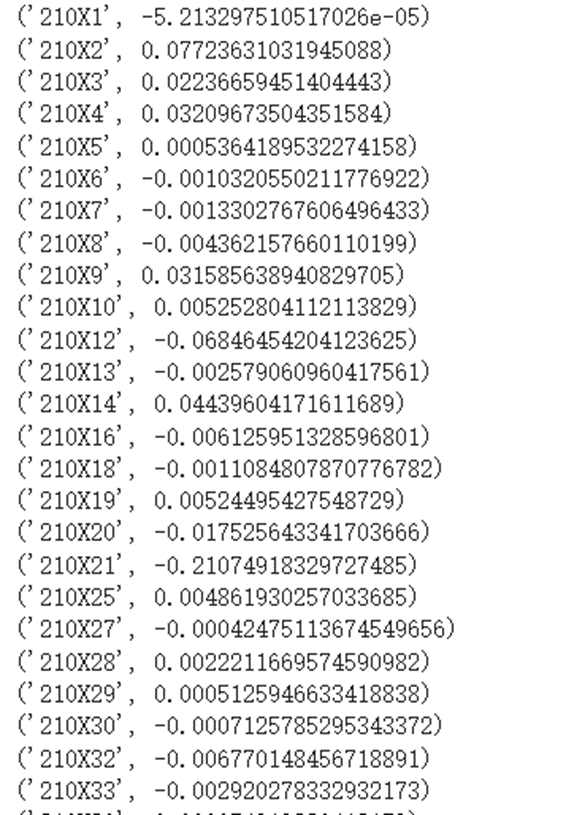 ('210X1', -5.213297510517026e-05)
('210X2', 0.07723631031945088)
('210X3', 0.02236659451404443)
('210X4', 0.03209673504351584)
('210X5', 0.0005364189532274158)
('210X6', -0.0010320550211776922)
('210X7', -0.0013302767606496433)
('210X8', -0.004362157660110199)
('210X9', 0.031585638940829705)
('210X10', 0.005252804112113829)
('210X12', -0.06846454204123625)
('210X13', -0.002579060960417561)
('210X14', 0.04439604171611689)
('210X16', -0.006125951328596801)
('210X18', -0.0011084807870776782)
('210X19', 0.00524495427548729)
('210X20', -0.017525643341703666)
('210X21', -0.21074918329727485)
('210X25', 0.004861930257033685)
('210X27', -0.00042475113674549656)
('210X28', 0.002221169574590982)
('210X29', 0.0005125946633418838)
('210X30', -0.0007125785295343372)
('210X32', -0.006770148456718891)
('210X33', -0.002920278332932173)